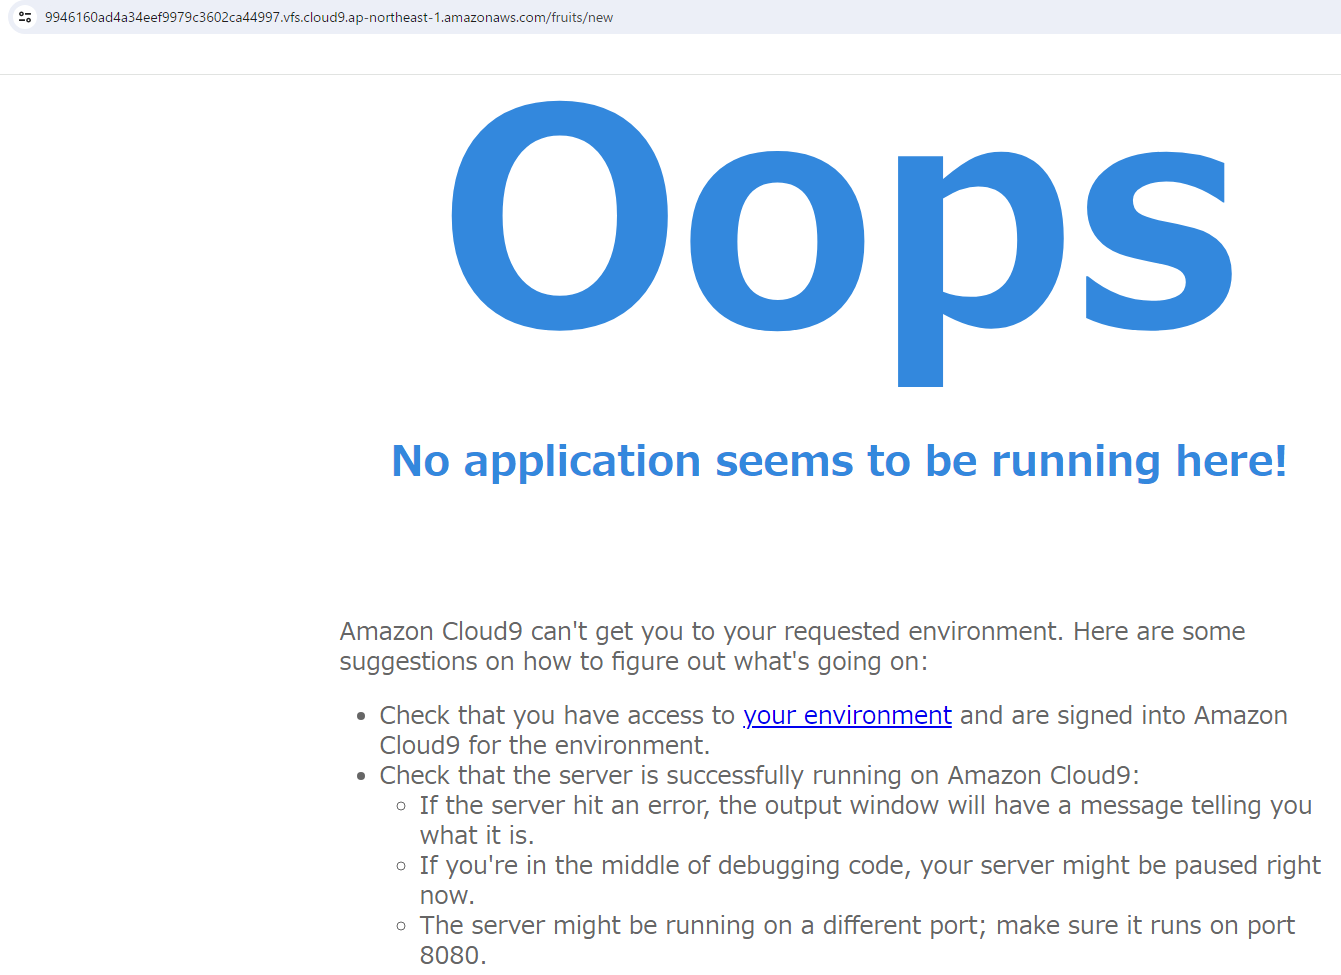 9946160ad4a34eef9979c3602ca44997.vfs.cloud9.ap-northeast-1.amazonaws.com/fruits/new
Oops
No application seems to be running here!
Amazon Cloud9 can't get you to your requested environment. Here are some
suggestions on how to figure out what's going on:
Check that you have access to your environment and are signed into Amazon
Cloud9 for the environment.
Check that the server is successfully running on Amazon Cloud9:
If the server hit an error, the output window will have a message telling you
what it is.
If you're in the middle of debugging code, your server might be paused right
now.
The server might be running on a different port; make sure it runs on port
8080.